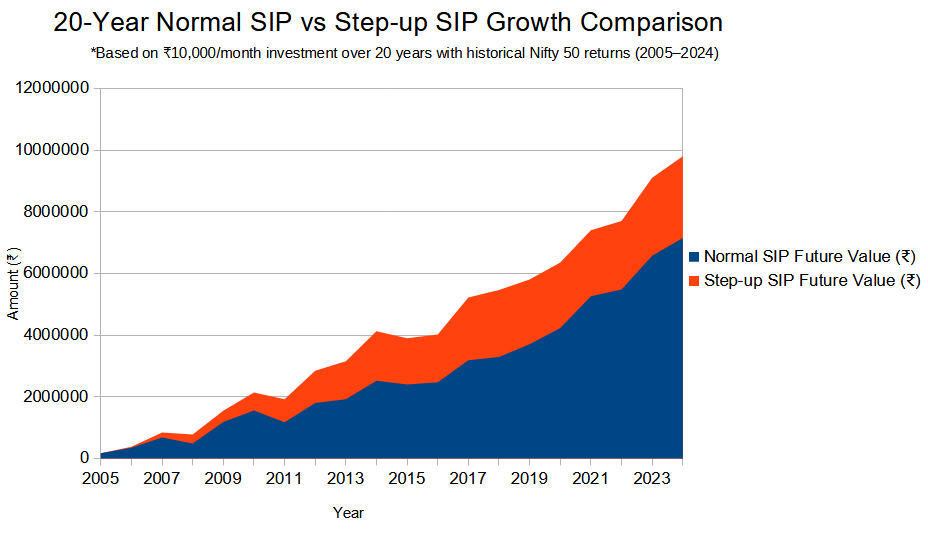 20-Year Normal SIP vs Step-up SIP Growth Comparison
*Based on ₹10,000/month investment over 20 years with historical Nifty 50 returns (2005–2024)
12000000
10000000
8000000
6000000
4000000
2000000
0
Amount (₹)
2005 2007 2009 2011 2013 2015 2017 2019 2021 2023
Year
Normal SIP Future Value (₹)
Step-up SIP Future Value (₹)